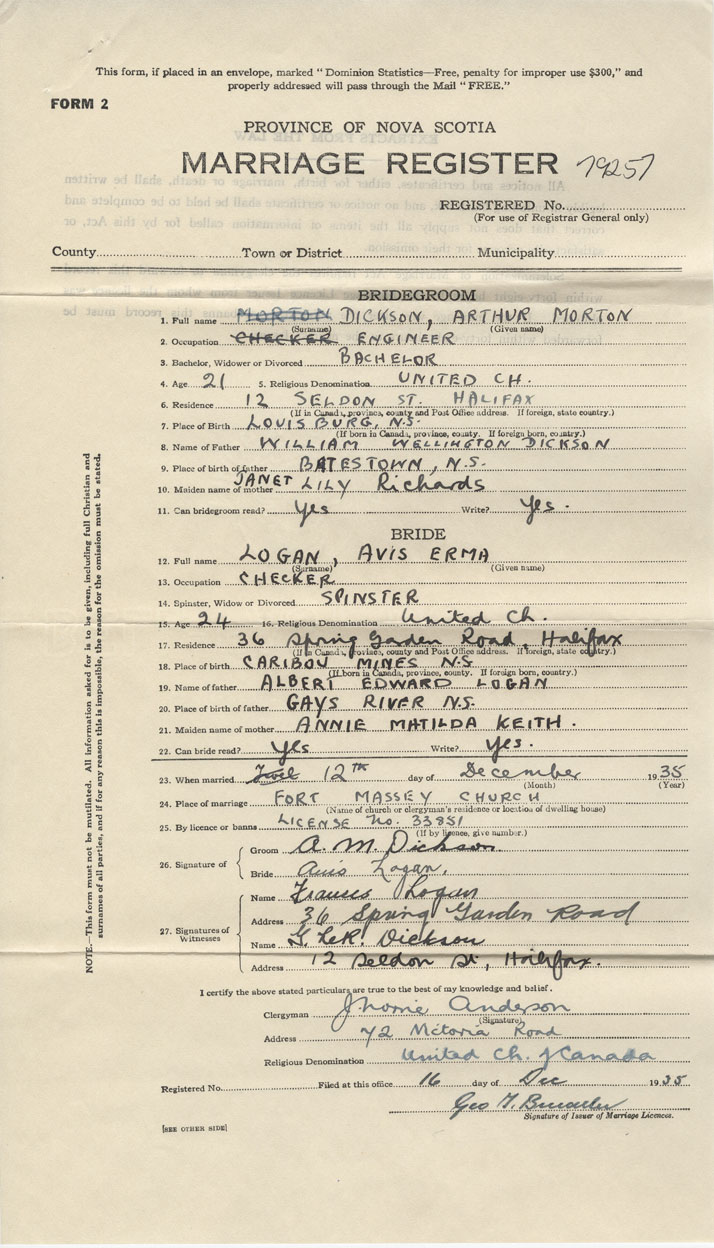 This form, if placed in an envelope, marked "Dominion Statistics—Free, penalty for improper use $300," and
properly addressed will pass through the Mail "FREE."
FORM 2
PROVINCE OF NOVA SCOTIA
MARRIAGE REGISTER 79257
REGISTERED No.
(For use of Registrar General only)
County Town or District Municipality
BRIDEGROOM
1. Full name MORTON DICKSON, ARTHUR MORTON
(Surname) (Given name)
2. Occupation CHECKER ENGINEER
3. Bachelor, Widower or Divorced BACHELOR
4. Age 21 5. Religious Denomination UNITED CH.
6. Residence 12 SELDON ST. HALIFAX
(If in Canada, province, county and Post Office address. If foreign, state country.)
7. Place of Birth LOUIS BURG, N.S.
(If born in Canada, province, county. If foreign born, country.)
8. Name of Father WILLIAM WELLINGTON DICKSON
9. Place of birth of father BATESTOWN, N.S.
10. Maiden name of mother JANET LILY Richards
11. Can bridegroom read? Yes Write? Yes.
BRIDE
12. Full name LOGAN, AVIS ERMA
(Surname) (Given name)
13. Occupation CHECKER
14. Spinster, Widow or Divorced SPINSTER
15. Age 24 16. Religious Denomination United Ch.
17. Residence 36 Spring Garden Road, Halifax
(If in Canada, province, county and Post Office address. If foreign, state country.)
18. Place of birth CARIBOU MINES N.S
(If born in Canada, province, county. If foreign born, country.)
19. Name of father ALBERT EDWARD LOGAN
20. Place of birth of father GAYS RIVER N.S.
21. Maiden name of mother ANNIE MATILDA KEITH.
22. Can bride read? Yes Write? Yes.
23. When married 12TH day of December 1935
(Month) (Year)
24. Place of marriage FORT MASSEY CHURCH
(Name of church or clergyman's residence or location of dwelling house)
25. By licence or banns LICENSE No. 33851
(If by licence, give number.)
26. Signature of
Groom A. M. Dickson
Bride Avis Logan.
27. Signatures of Witnesses
Name Frances Logan
Address 36 Spring Garden Road
Name Dickson
Address 12 Seldon St., Halifax.
I certify the above stated particulars are true to the best of my knowledge and belief.
Clergyman Anderson
(Signature)
Address 72 Victoria Road
Religious Denomination United Ch. of Canada
Registered No. Filed at this office 16 day of Dec 1935
Geo
Signature of Issuer of Marriage Licences.
[SEE OTHER SIDE]
NOTE.—This form must not be mutilated. All information asked for is to be given, including full Christian and
surnames of all parties, and if for any reason this is impossible, the reason for the omission must be stated.